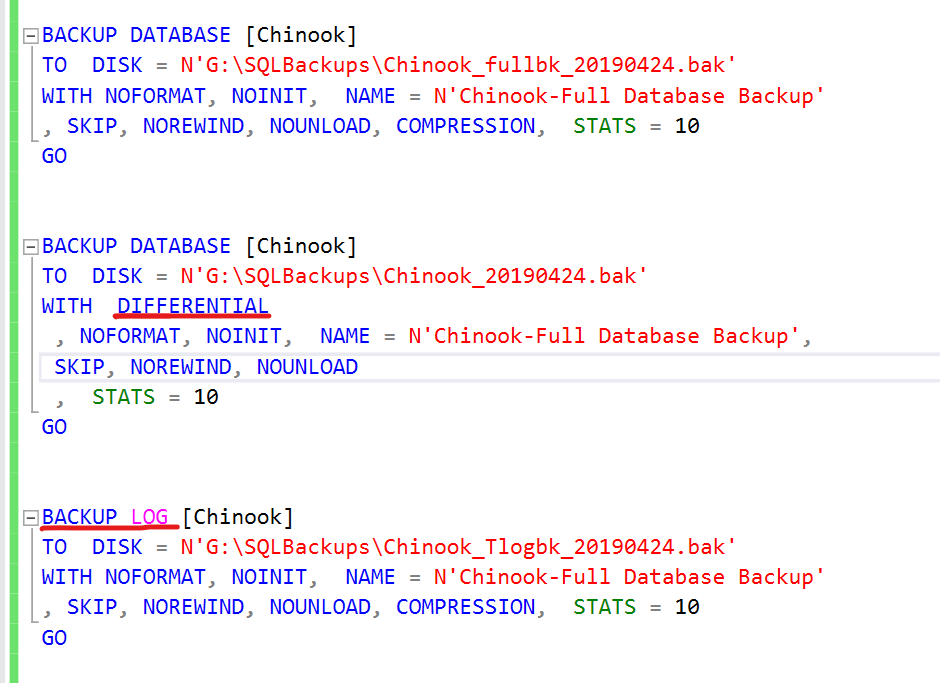 BACKUP DATABASE [Chinook]
TO  DISK = N'G:\SQLBackups\Chinook_fullbk_20190424.bak'
WITH NOFORMAT, NOINIT,  NAME = N'Chinook-Full Database Backup'
, SKIP, NOREWIND, NOUNLOAD, COMPRESSION,  STATS = 10
GO
BACKUP DATABASE [Chinook]
TO  DISK = N'G:\SQLBackups\Chinook_20190424.bak'
WITH  DIFFERENTIAL
, NOFORMAT, NOINIT,  NAME = N'Chinook-Full Database Backup',
SKIP, NOREWIND, NOUNLOAD
,  STATS = 10
GO
BACKUP LOG [Chinook]
TO  DISK = N'G:\SQLBackups\Chinook_Tlogbk_20190424.bak'
WITH NOFORMAT, NOINIT,  NAME = N'Chinook-Full Database Backup'
, SKIP, NOREWIND, NOUNLOAD, COMPRESSION,  STATS = 10
GO